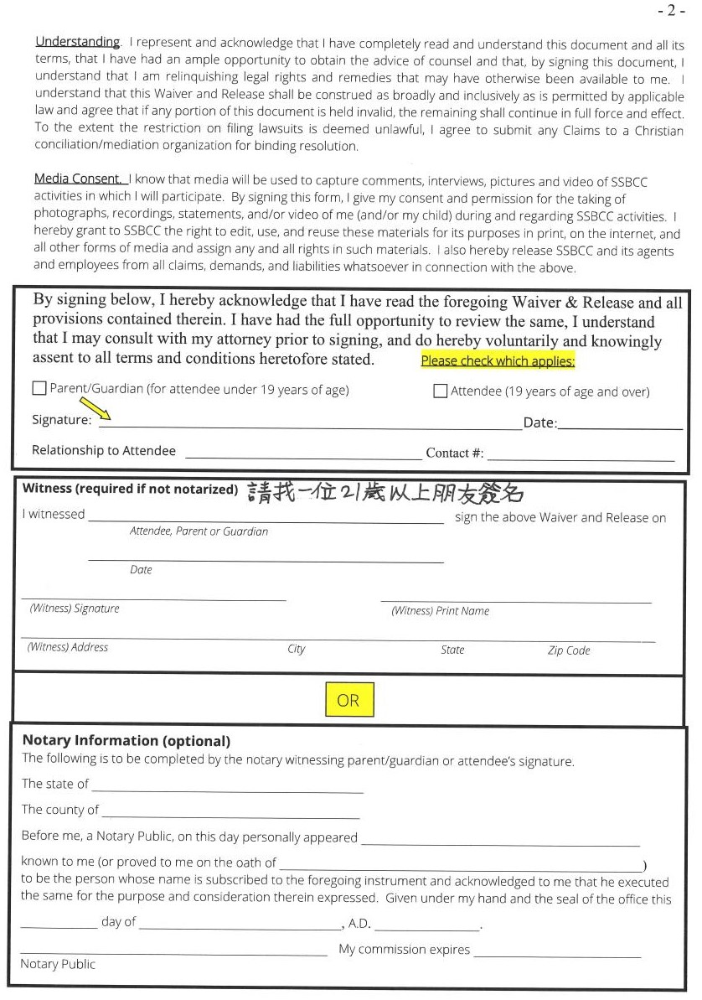 - 2 -
Understanding. I represent and acknowledge that I have completely read and understand this document and all its
terms, that I have had an ample opportunity to obtain the advice of counsel and that, by signing this document, I
understand that I am relinquishing legal rights and remedies that may have otherwise been available to me. I
understand that this Waiver and Release shall be construed as broadly and inclusively as is permitted by applicable
law and agree that if any portion of this document is held invalid, the remaining shall continue in full force and effect.
To the extent the restriction on filing lawsuits is deemed unlawful, I agree to submit any Claims to a Christian
conciliation/mediation organization for binding resolution.
Media Consent. I know that media will be used to capture comments, interviews, pictures and video of SSBCC
activities in which I will participate. By signing this form, I give my consent and permission for the taking of
photographs, recordings, statements, and/or video of me (and/or my child) during and regarding SSBCC activities. I
hereby grant to SSBCC the right to edit, use, and reuse these materials for its purposes in print, on the internet, and
all other forms of media and assign any and all rights in such materials. I also hereby release SSBCC and its agents
and employees from all claims, demands, and liabilities whatsoever in connection with the above.
By signing below, I hereby acknowledge that I have read the foregoing Waiver & Release and all
provisions contained therein. I have had the full opportunity to review the same, I understand
that I may consult with my attorney prior to signing, and do hereby voluntarily and knowingly
assent to all terms and conditions heretofore stated. Please check which applies:
Parent/Guardian (for attendee under 19 years of age) Attendee (19 years of age and over)
Signature: Date:
Relationship to Attendee Contact #:
Witness (required if not notarized) 請找一位21歲以上朋友簽名
I witnessed sign the above Waiver and Release on
Attendee, Parent or Guardian
Date
(Witness) Signature (Witness) Print Name
(Witness) Address City State Zip Code
OR
Notary Information (optional)
The following is to be completed by the notary witnessing parent/guardian or attendee's signature.
The state of
The county of
Before me, a Notary Public, on this day personally appeared
known to me (or proved to me on the oath of )
to be the person whose name is subscribed to the foregoing instrument and acknowledged to me that he executed
the same for the purpose and consideration therein expressed. Given under my hand and the seal of the office this
day of , A.D. .
My commission expires
Notary Public